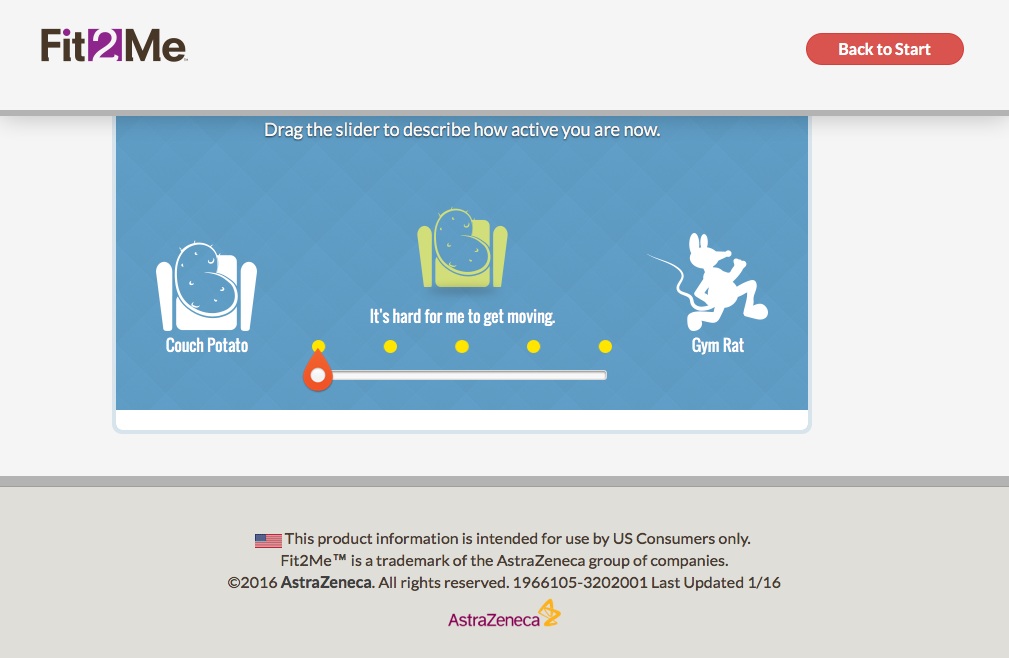 Fit2Me™
Back to Start
Drag the slider to describe how active you are now.
It's hard for me to get moving.
Couch Potato
Gym Rat
This product information is intended for use by US Consumers only.
Fit2Me™ is a trademark of the AstraZeneca group of companies.
©2016 AstraZeneca. All rights reserved. 1966105-3202001 Last Updated 1/16
AstraZeneca